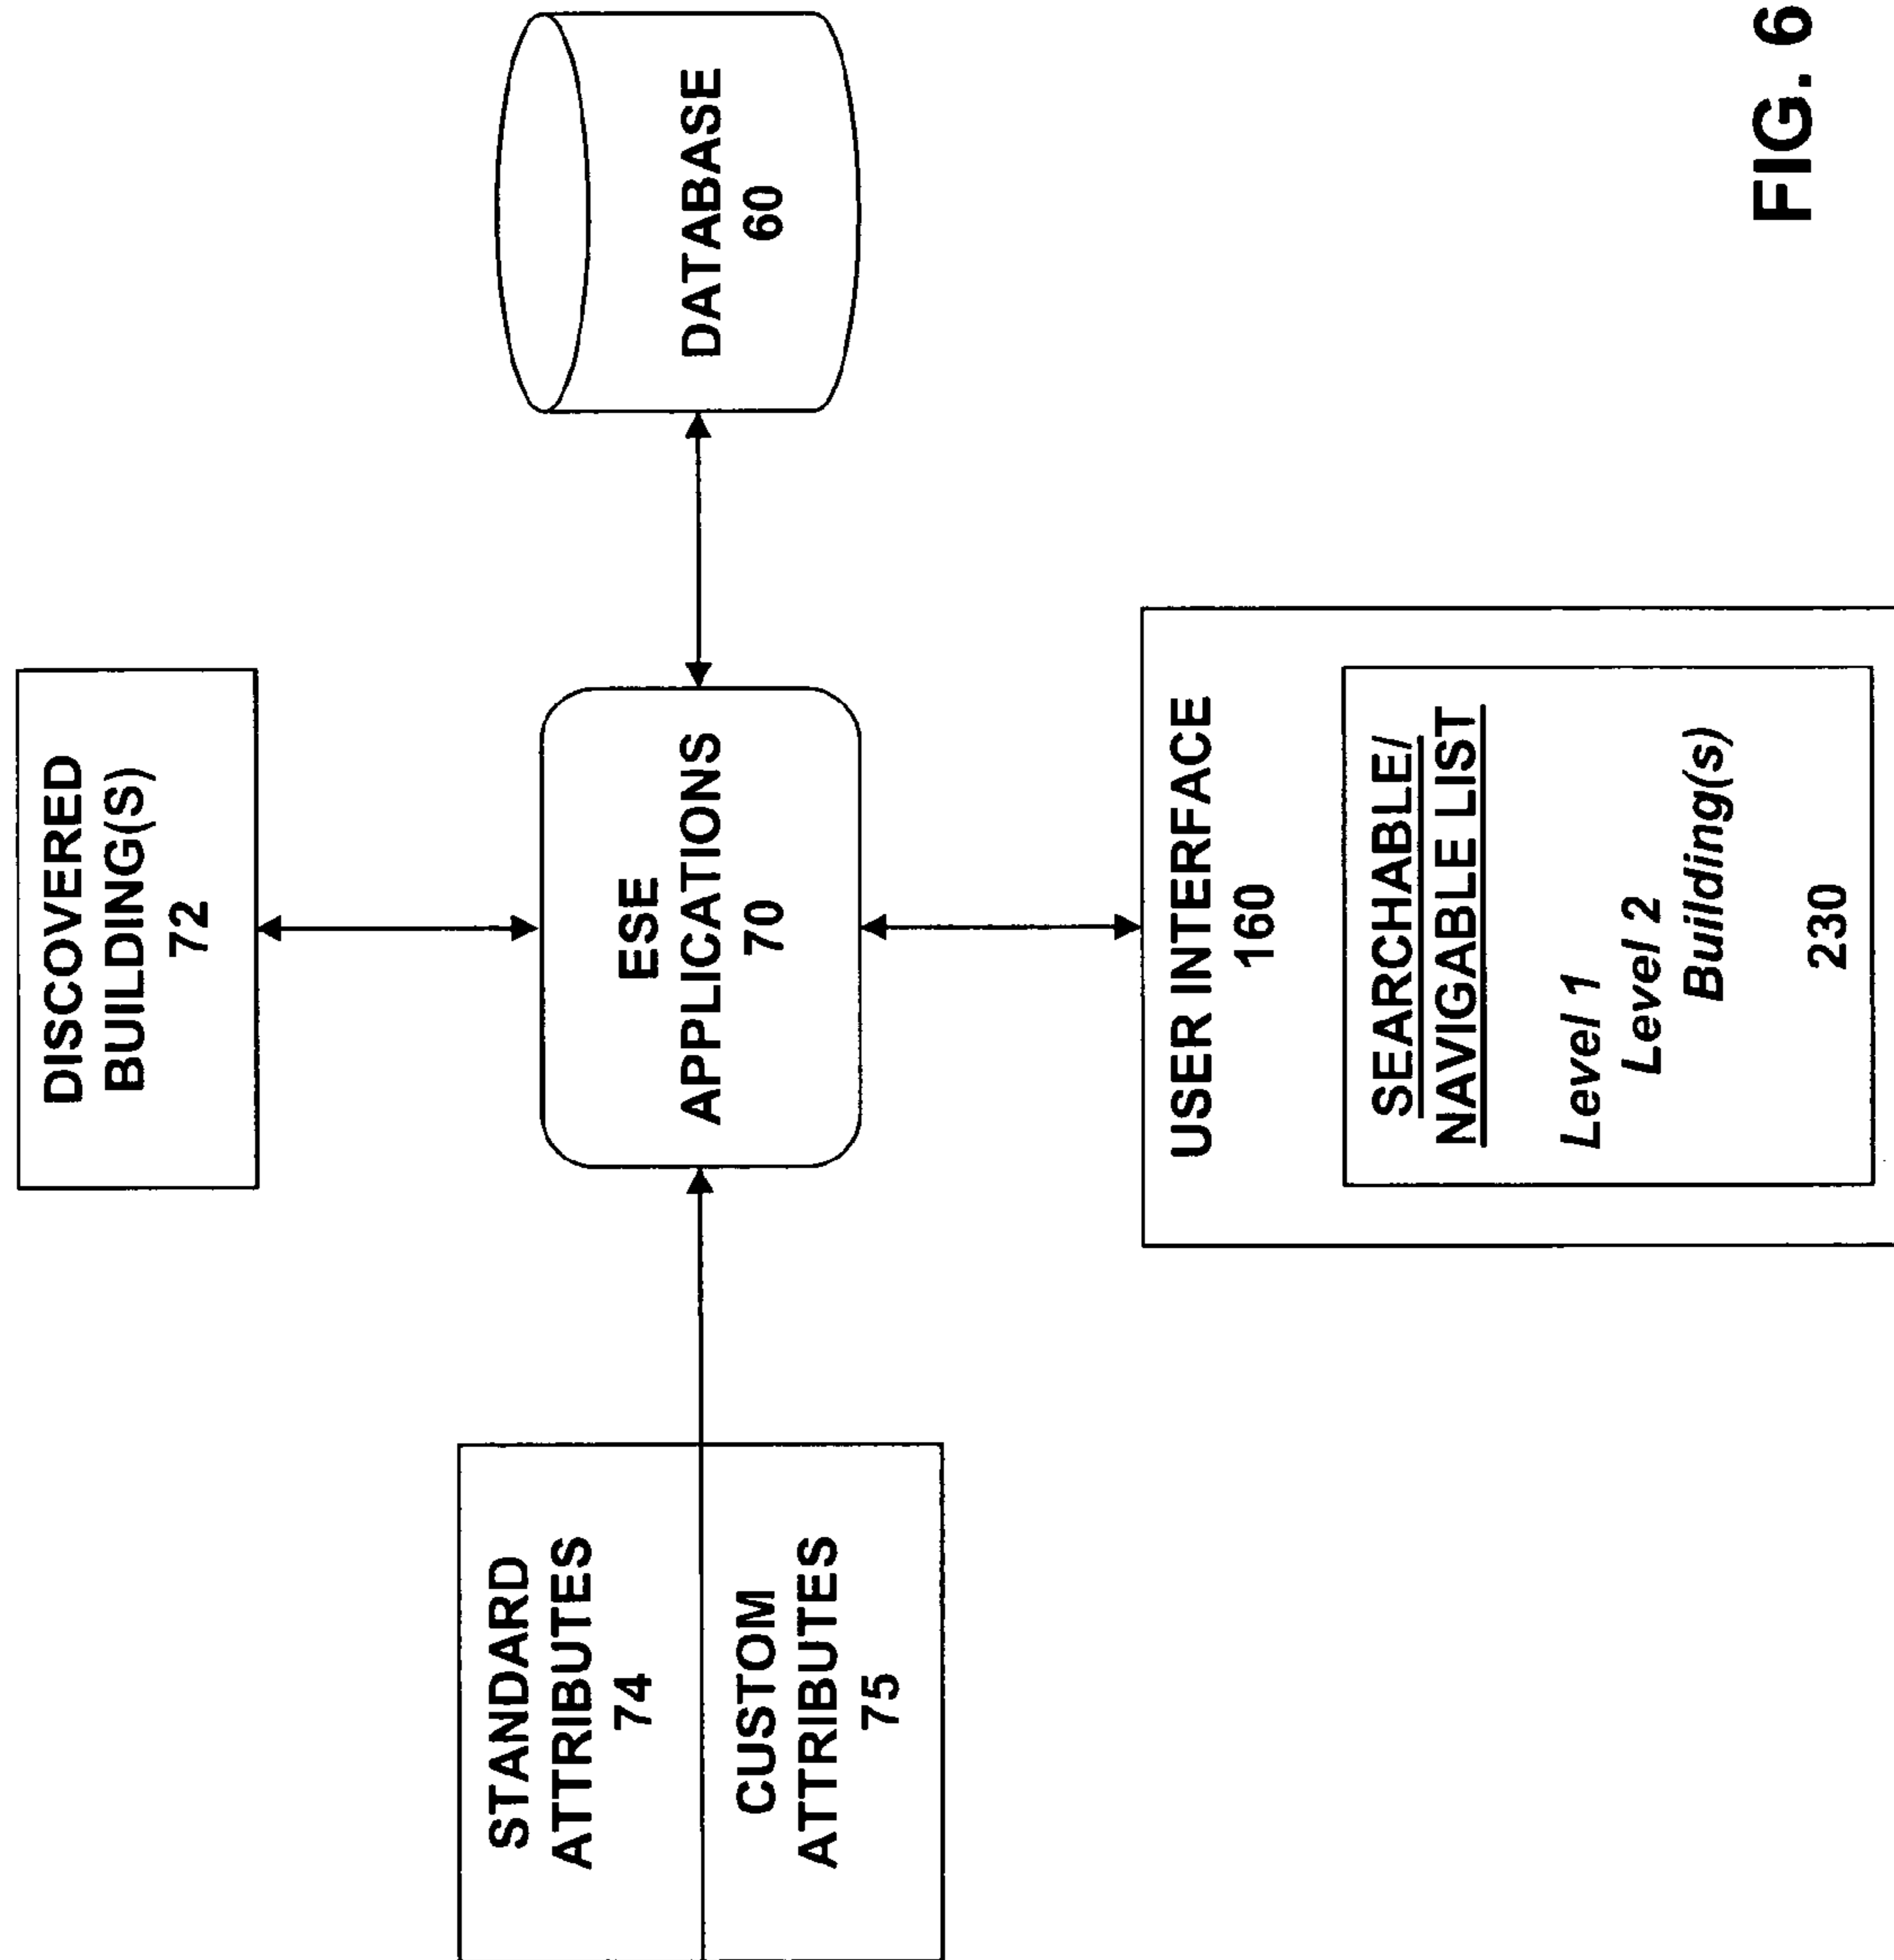 DISCOVERED
BUILDING(S)
72
STANDARD
ATTRIBUTES
74
CUSTOM
ATTRIBUTES
75
ESE
APPLICATIONS
70
DATABASE
60
USER INTERFACE
160
SEARCHABLE/
NAVIGABLE LIST
Level 1
Level 2
Building(s)
230
FIG. 6